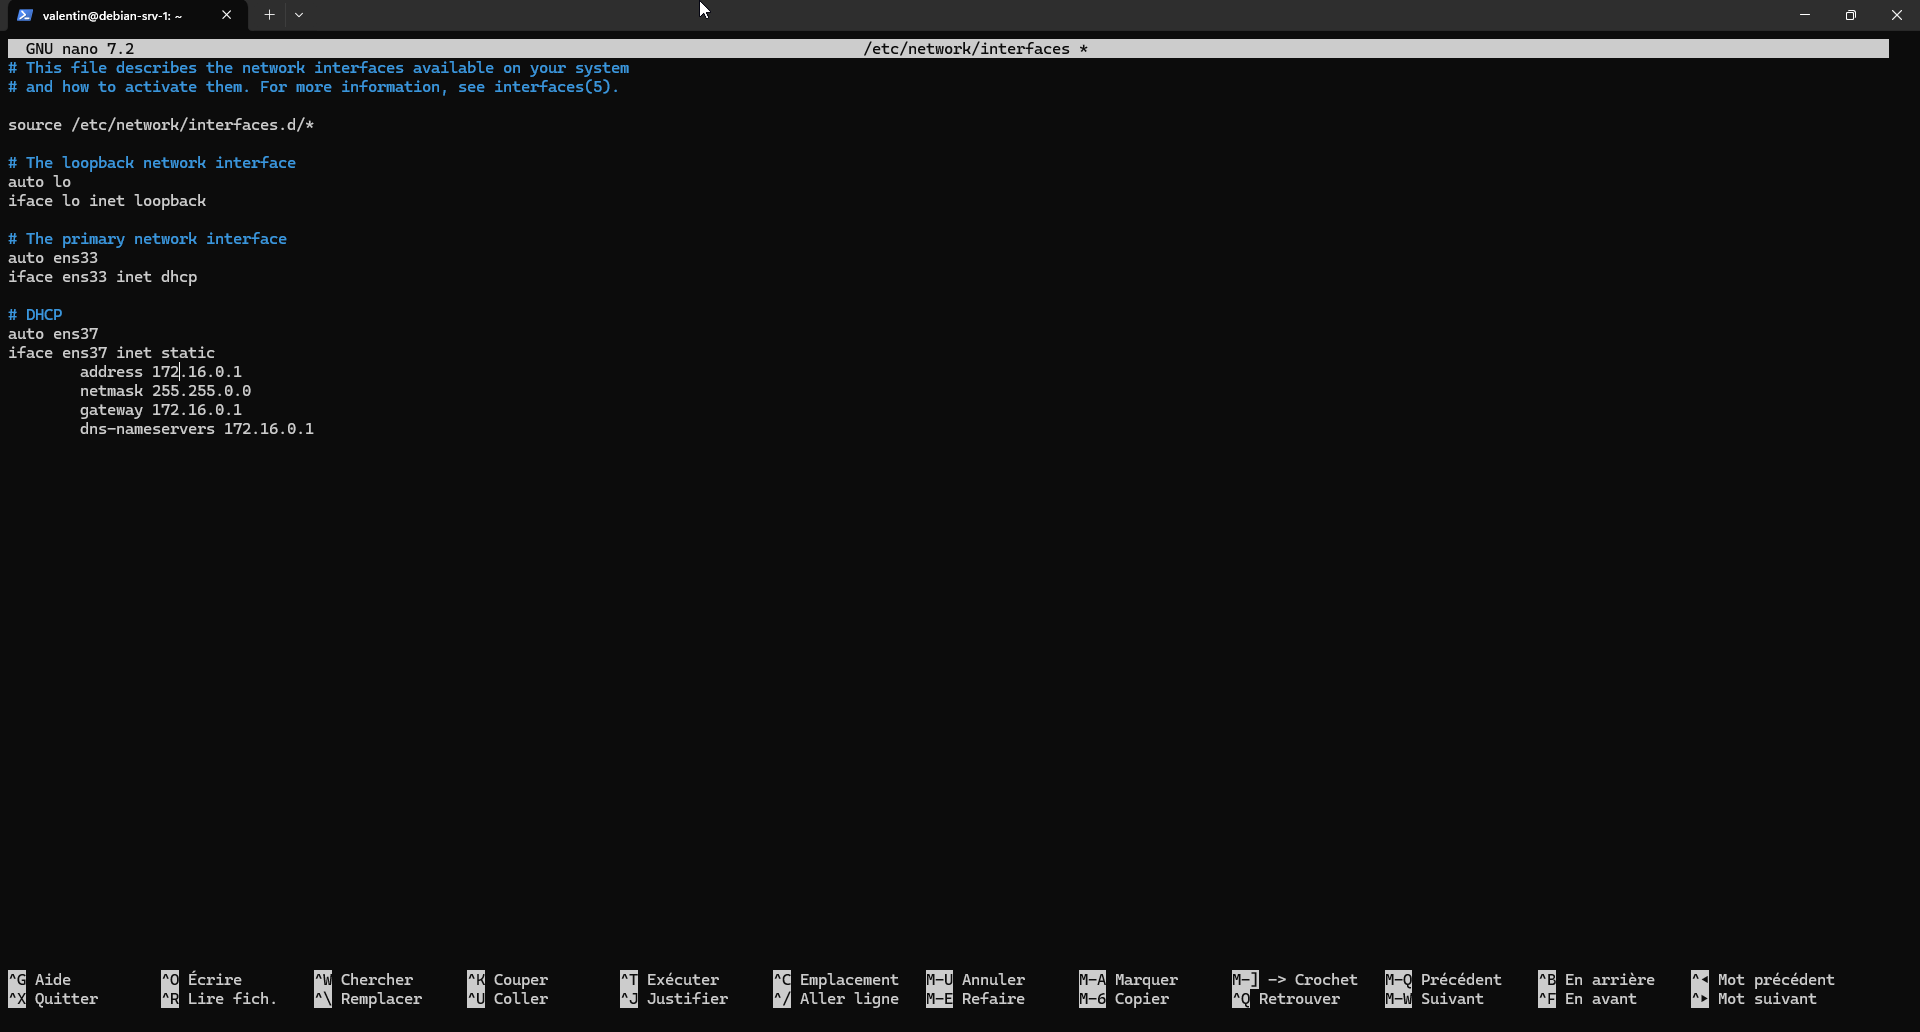 valentin@debian-srv-1: ~
GNU nano 7.2 /etc/network/interfaces *
# This file describes the network interfaces available on your system
# and how to activate them. For more information, see interfaces(5).
source /etc/network/interfaces.d/*
# The loopback network interface
auto lo
iface lo inet loopback
# The primary network interface
auto ens33
iface ens33 inet dhcp
# DHCP
auto ens37
iface ens37 inet static
address 172.16.0.1
netmask 255.255.0.0
gateway 172.16.0.1
dns-nameservers 172.16.0.1
^G Aide ^O Écrire ^W Chercher ^K Couper ^T Exécuter ^C Emplacement M-U Annuler M-A Marquer M-] -> Crochet M-Q Précédent ^B En arrière ^◂ Mot précédent
^X Quitter ^R Lire fich. ^\ Remplacer ^U Coller ^J Justifier ^/ Aller ligne M-E Refaire M-6 Copier ^Q Retrouver M-W Suivant ^F En avant ^▸ Mot suivant